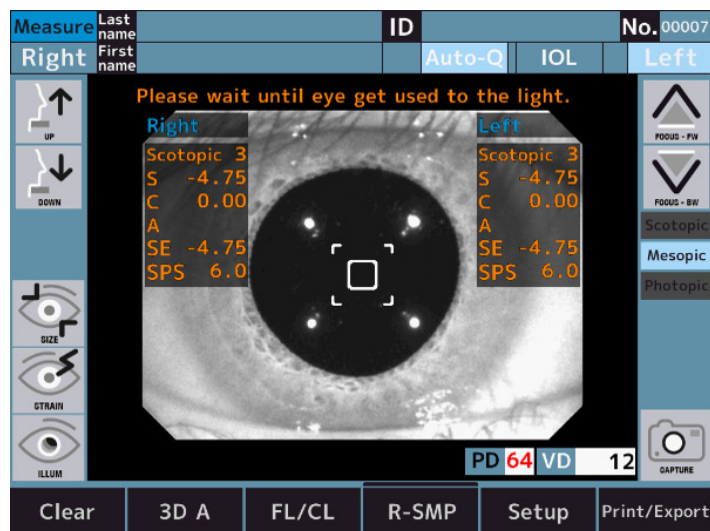 Measure Last name ID No. 00007
Right First name Auto-Q IOL Left
Please wait until eye get used to the light.
UP
DOWN
SIZE
STRAIN
ILLUM
Right
Scotopic 3
S -4.75
C 0.00
A
SE -4.75
SPS 6.0
Left
Scotopic 3
S -4.75
C 0.00
A
SE -4.75
SPS 6.0
FOCUS - FW
FOCUS - BW
Scotopic
Mesopic
Photopic
CAPTURE
PD 64 VD 12
Clear 3D A FL/CL R-SMP Setup Print/Export